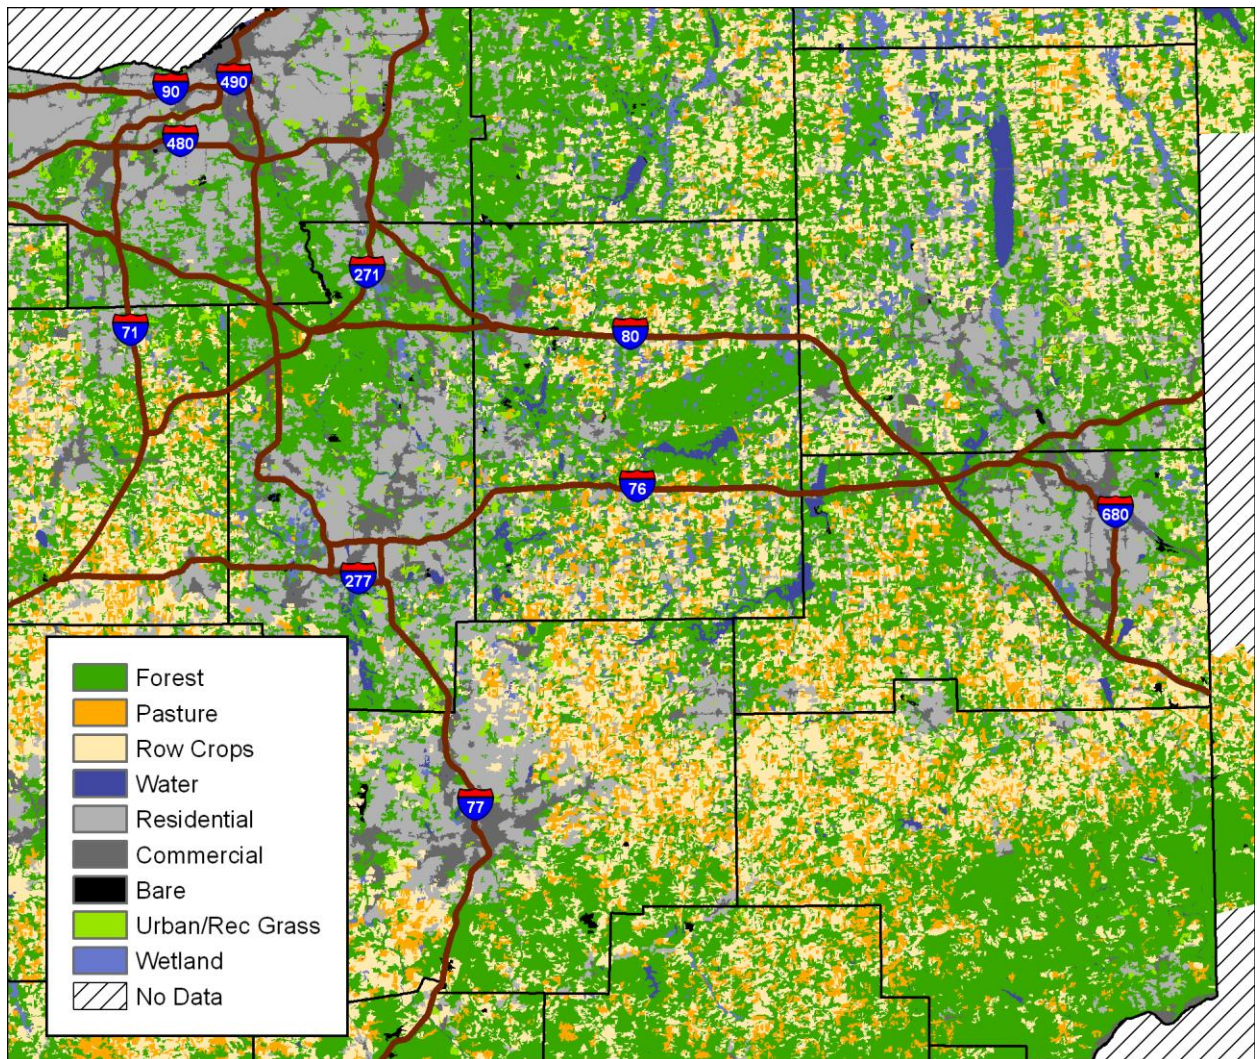 90
490
480
271
71
80
76
680
277
77
Forest
Pasture
Row Crops
Water
Residential
Commercial
Bare
Urban/Rec Grass
Wetland
No Data